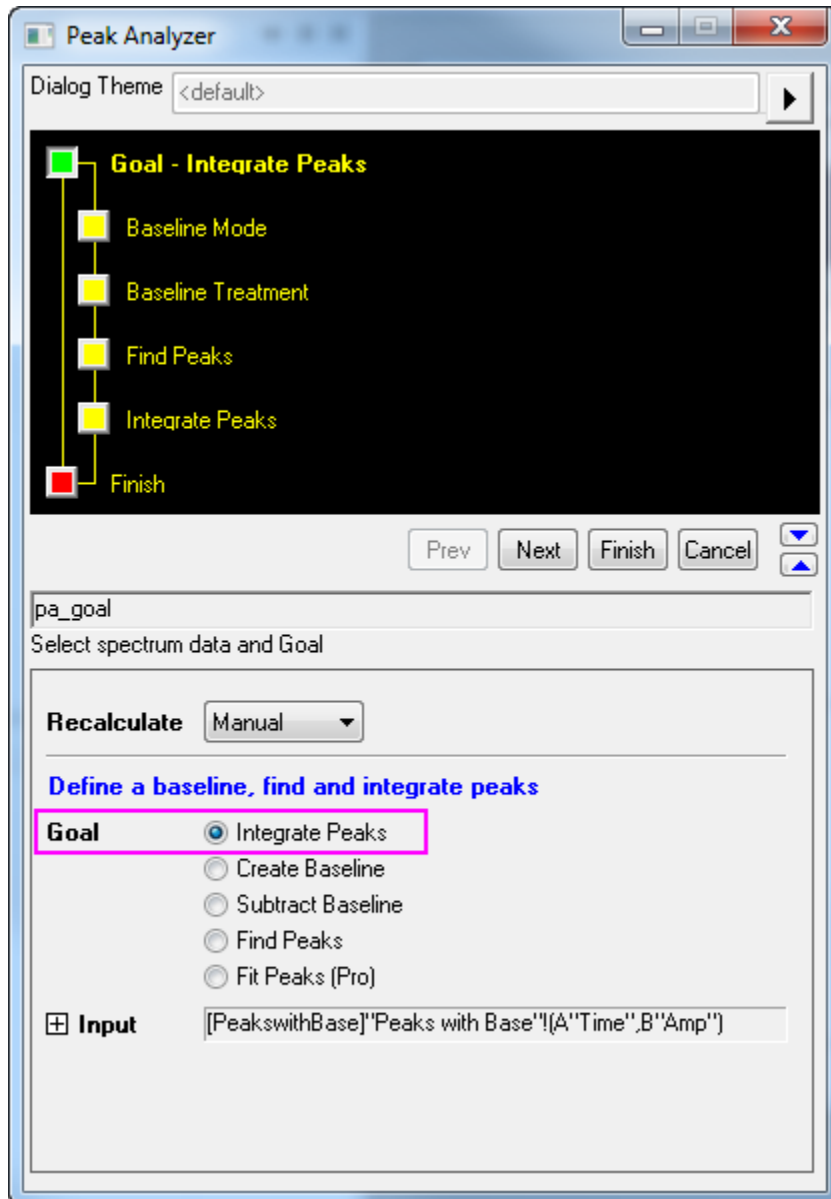 Peak Analyzer
Dialog Theme <default>
Goal - Integrate Peaks
Baseline Mode
Baseline Treatment
Find Peaks
Integrate Peaks
Finish
Prev Next Finish Cancel
pa_goal
Select spectrum data and Goal
Recalculate Manual
Define a baseline, find and integrate peaks
Goal Integrate Peaks
Create Baseline
Subtract Baseline
Find Peaks
Fit Peaks (Pro)
Input [PeakswithBase]"Peaks with Base"!(A"Time",B"Amp")